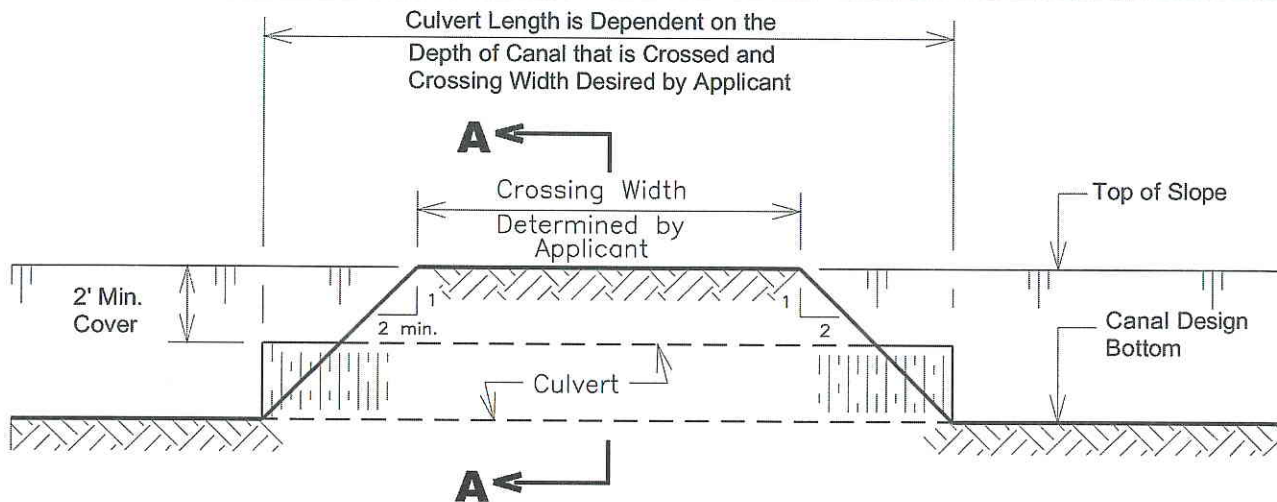 Culvert Length is Dependent on the
Depth of Canal that is Crossed and
Crossing Width Desired by Applicant
A
Crossing Width
Determined by
Applicant
Top of Slope
2' Min.
Cover
1
2 min.
1
2
Canal Design
Bottom
Culvert
A